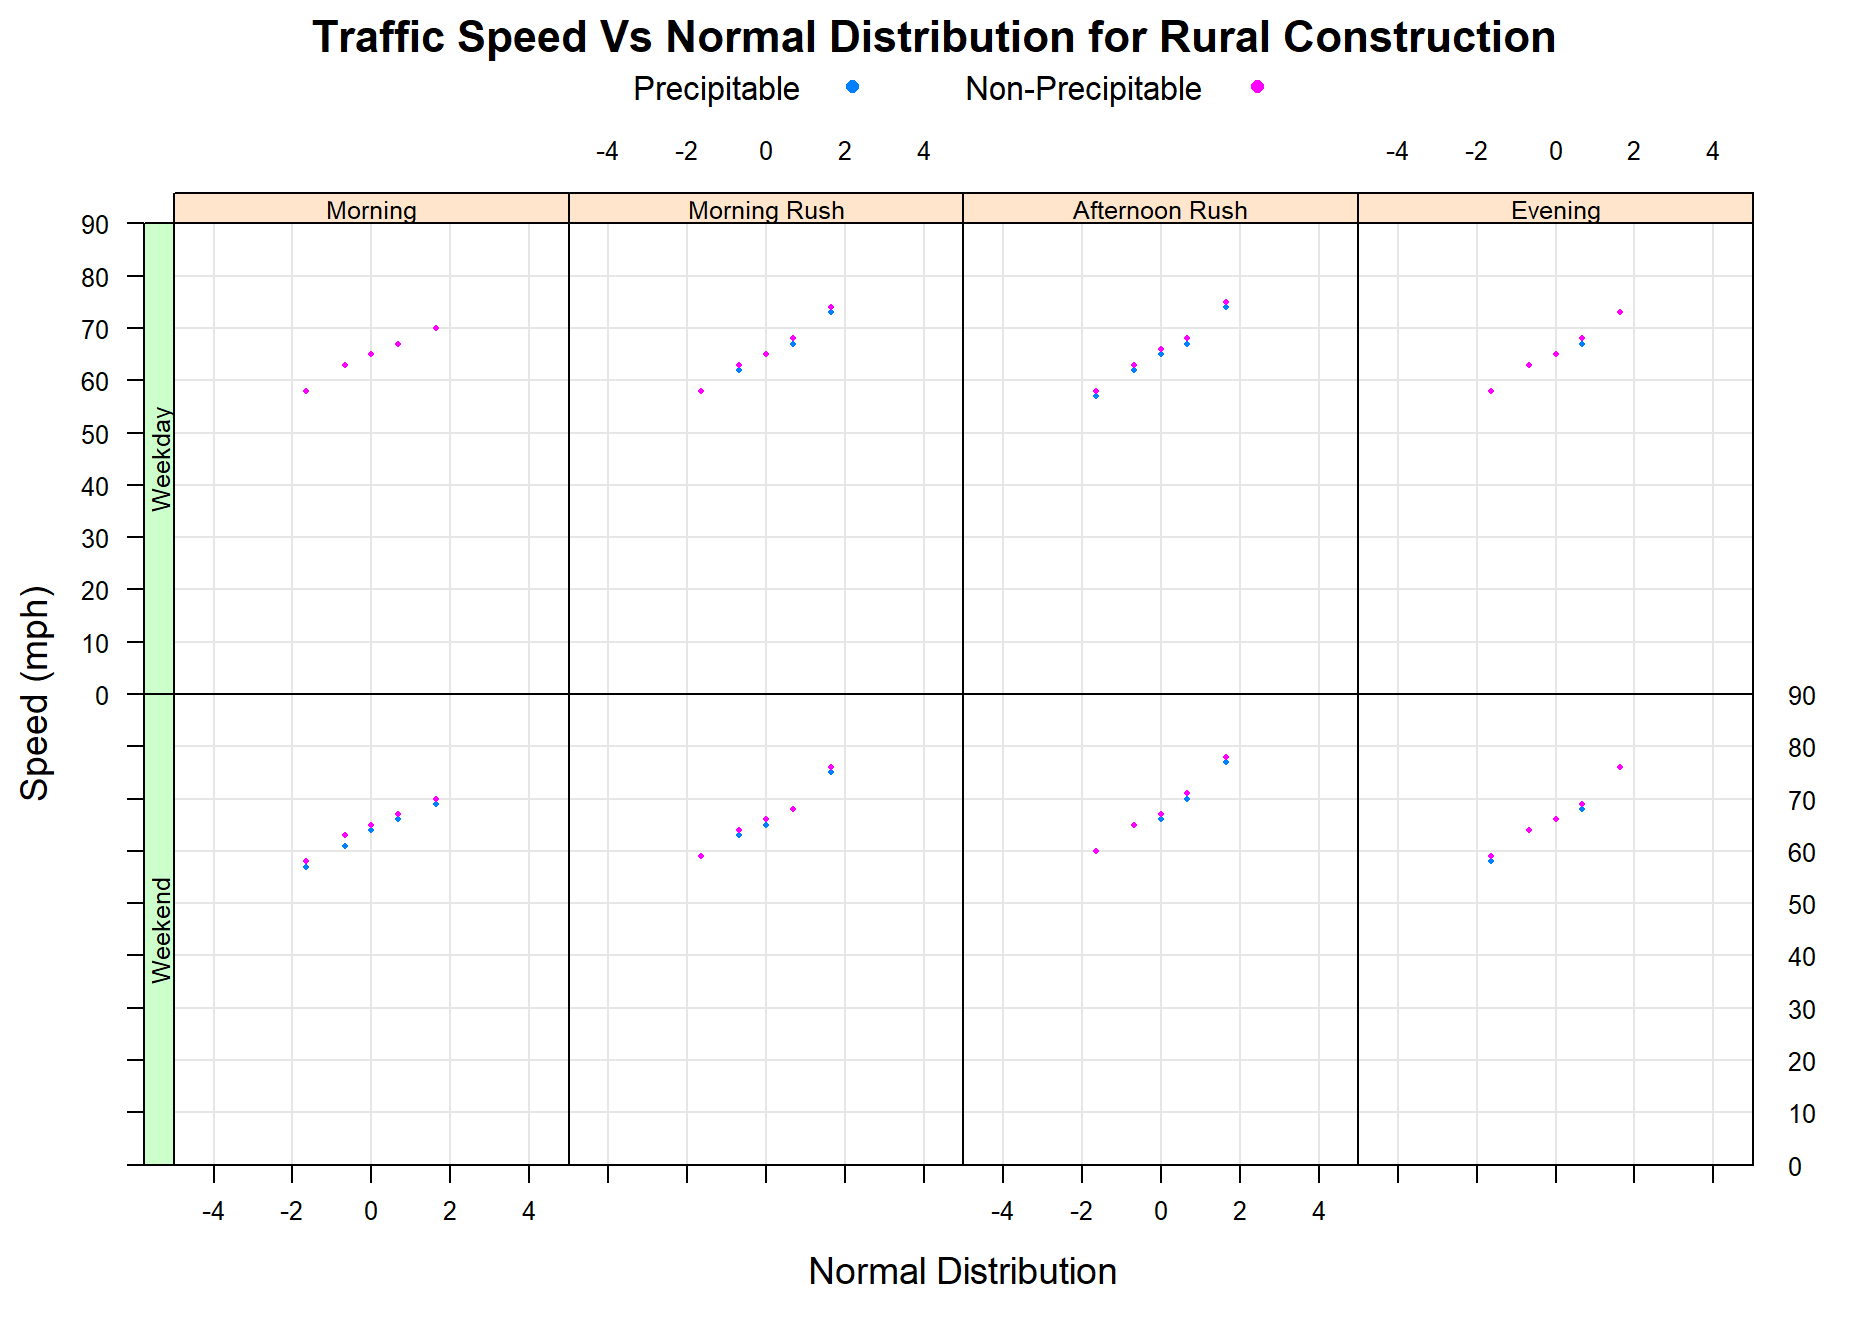 Traffic Speed Vs Normal Distribution for Rural Construction
Precipitable Non-Precipitable
-4 -2 0 2 4 -4 -2 0 2 4
Morning Morning Rush Afternoon Rush Evening
90
80
70
60
50
40
30
20
10
0
Weekday
Speed (mph)
Weekend
90
80
70
60
50
40
30
20
10
0
-4 -2 0 2 4 -4 -2 0 2 4
Normal Distribution